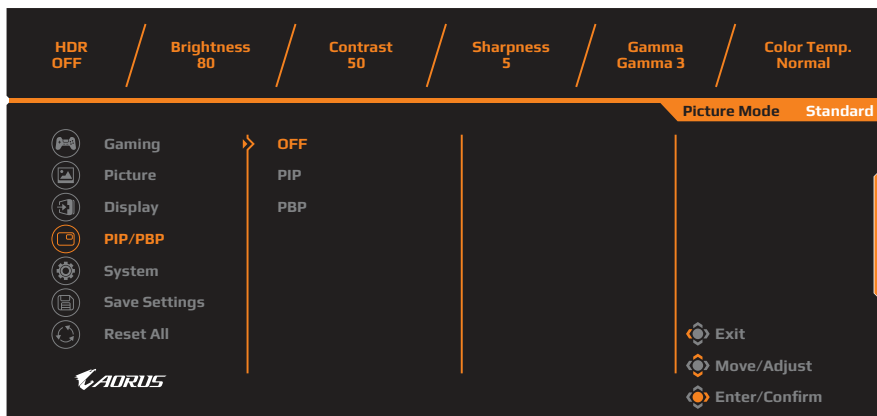 HDR Brightness Contrast Sharpness Gamma Color Temp.
OFF 80 50 5 Gamma 3 Normal
Picture Mode Standard
Gaming OFF
Picture PIP
Display PBP
PIP/PBP
System
Save Settings
Reset All Exit
AORUS Move/Adjust
Enter/Confirm